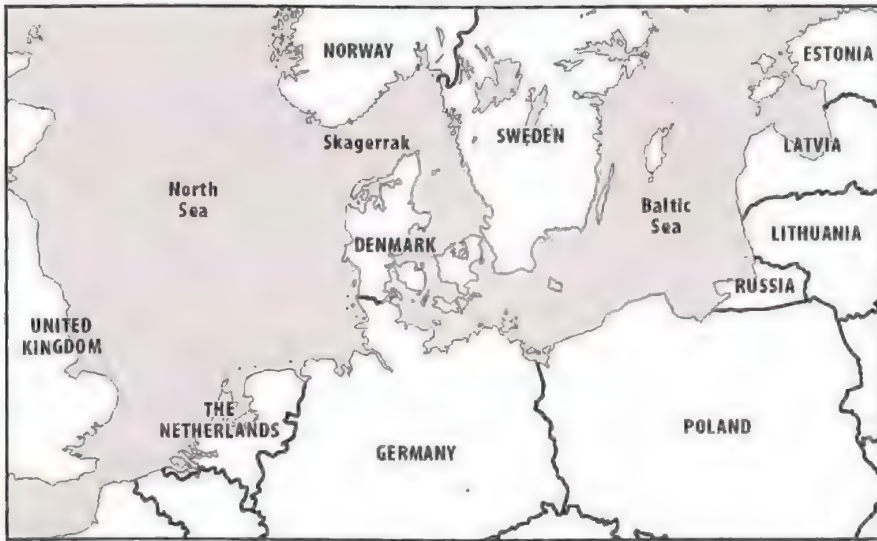 NORWAY
ESTONIA
Skagerrak
SWEDEN
LATVIA
North
Sea
Baltic
Sea
DENMARK
LITHUANIA
RUSSIA
UNITED
KINGDOM
THE
NETHERLANDS
GERMANY
POLAND